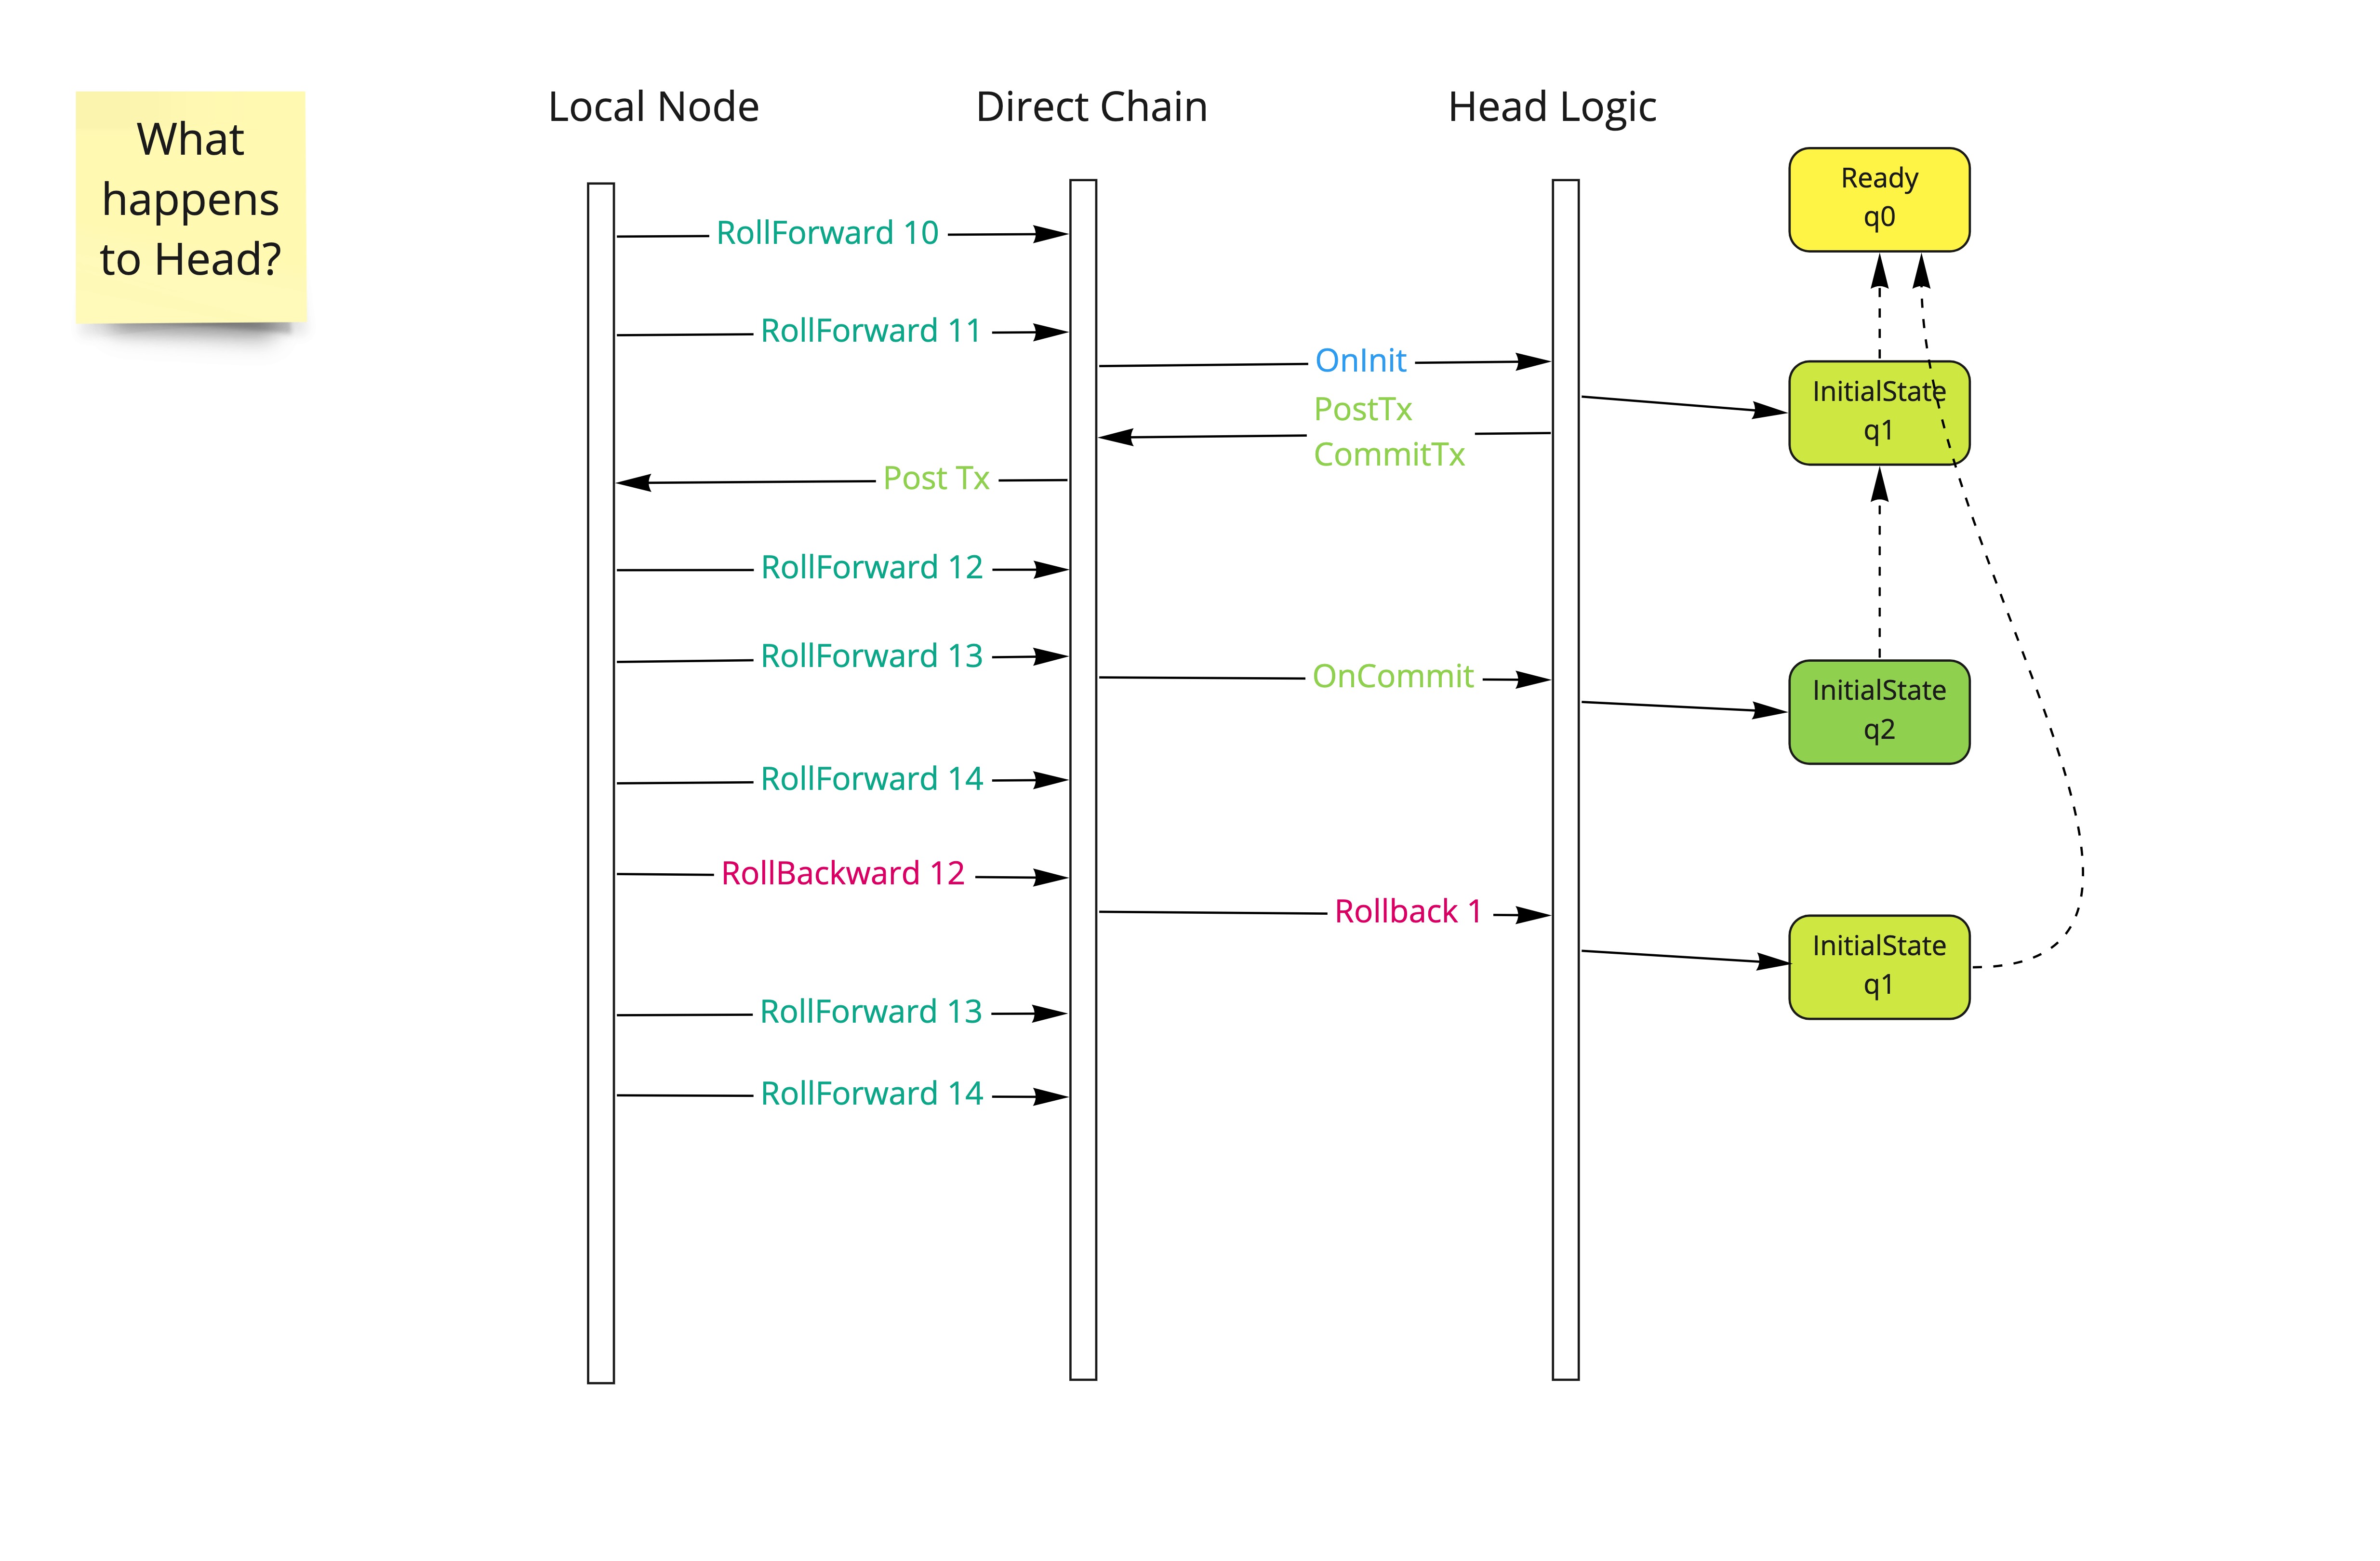 What
happens
to Head?
Local Node
Direct Chain
Head Logic
Ready
q0
RollForward 10
RollForward 11
OnInit
InitialState
q1
PostTx
CommitTx
Post Tx
RollForward 12
RollForward 13
OnCommit
InitialState
q2
RollForward 14
RollBackward 12
Rollback 1
InitialState
q1
RollForward 13
RollForward 14